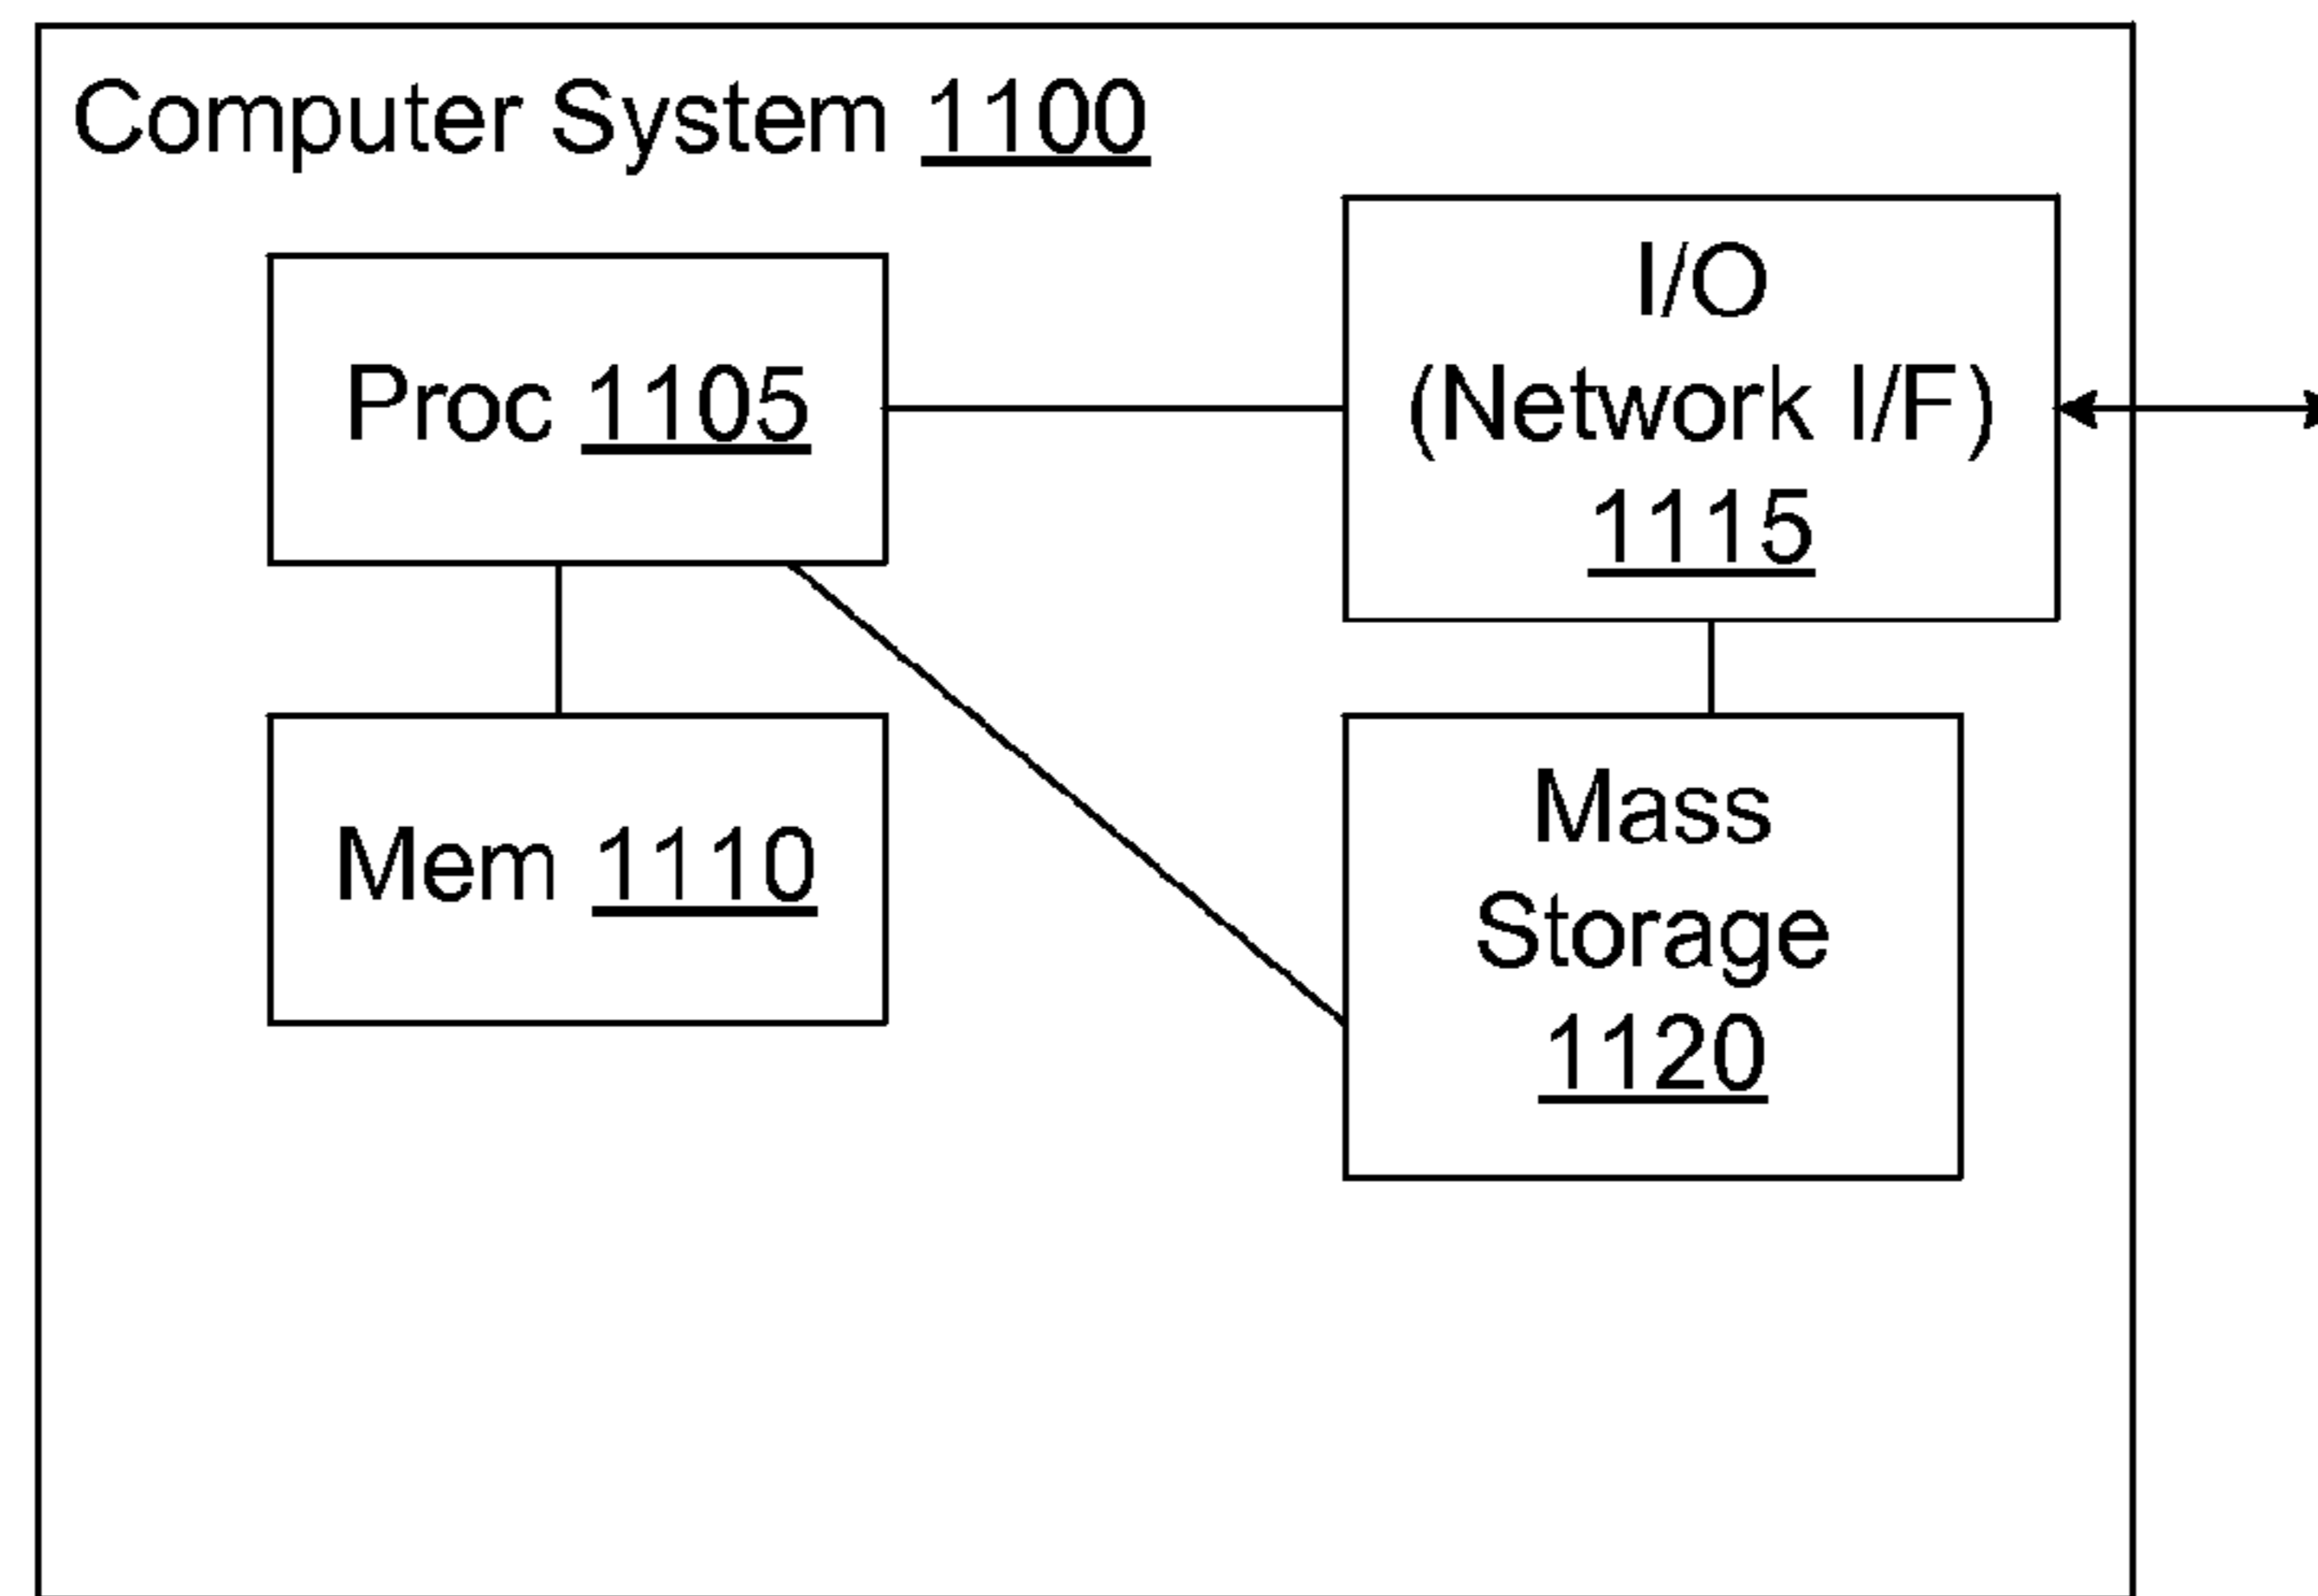 Computer System 1100
Proc 1105
I/O
(Network I/F)
1115
Mem 1110
Mass
Storage
1120